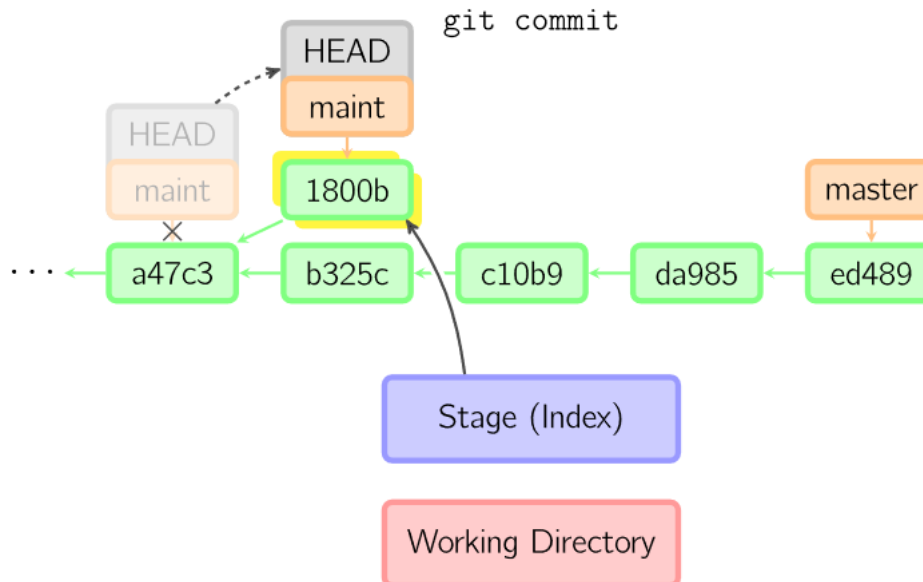 git commit
HEAD
maint
HEAD
maint
1800b
master
... a47c3 b325c c10b9 da985 ed489
Stage (Index)
Working Directory